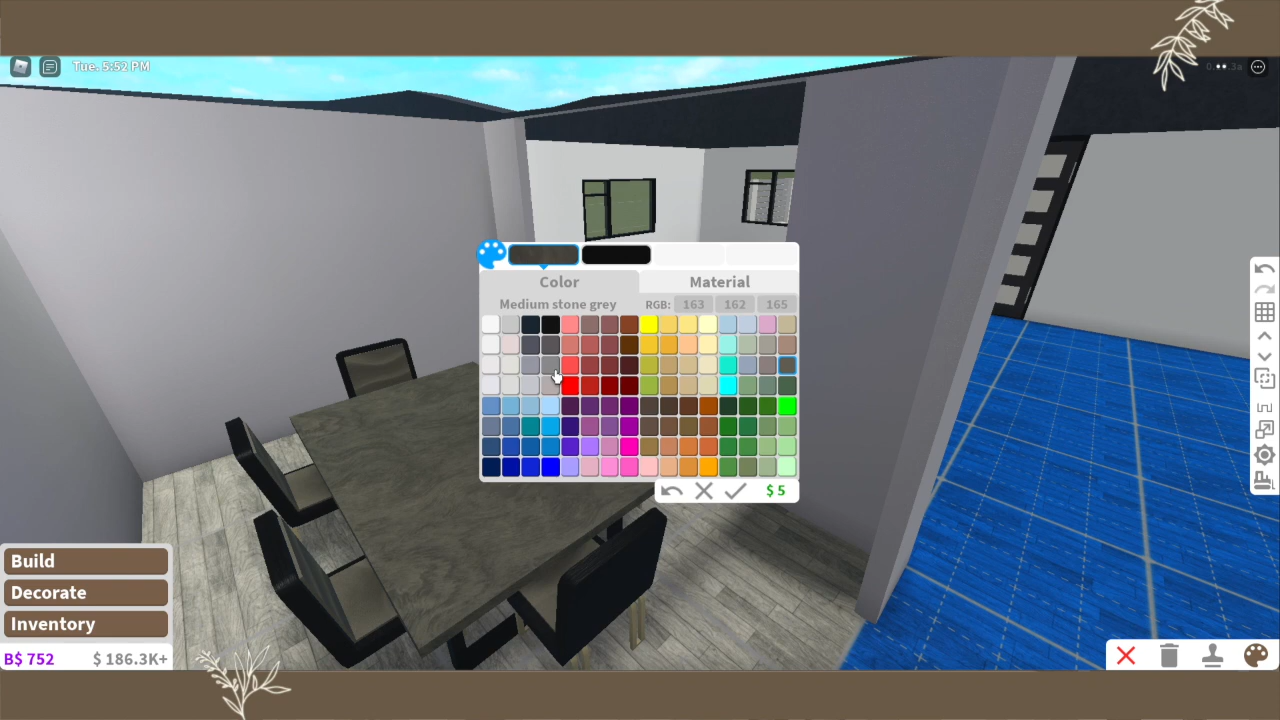 Tue. 5:52 PM
Color
Material
Medium stone grey
RGB: 163 162 165
$ 5
Build
Decorate
Inventory
B$ 752
$ 186.3K+